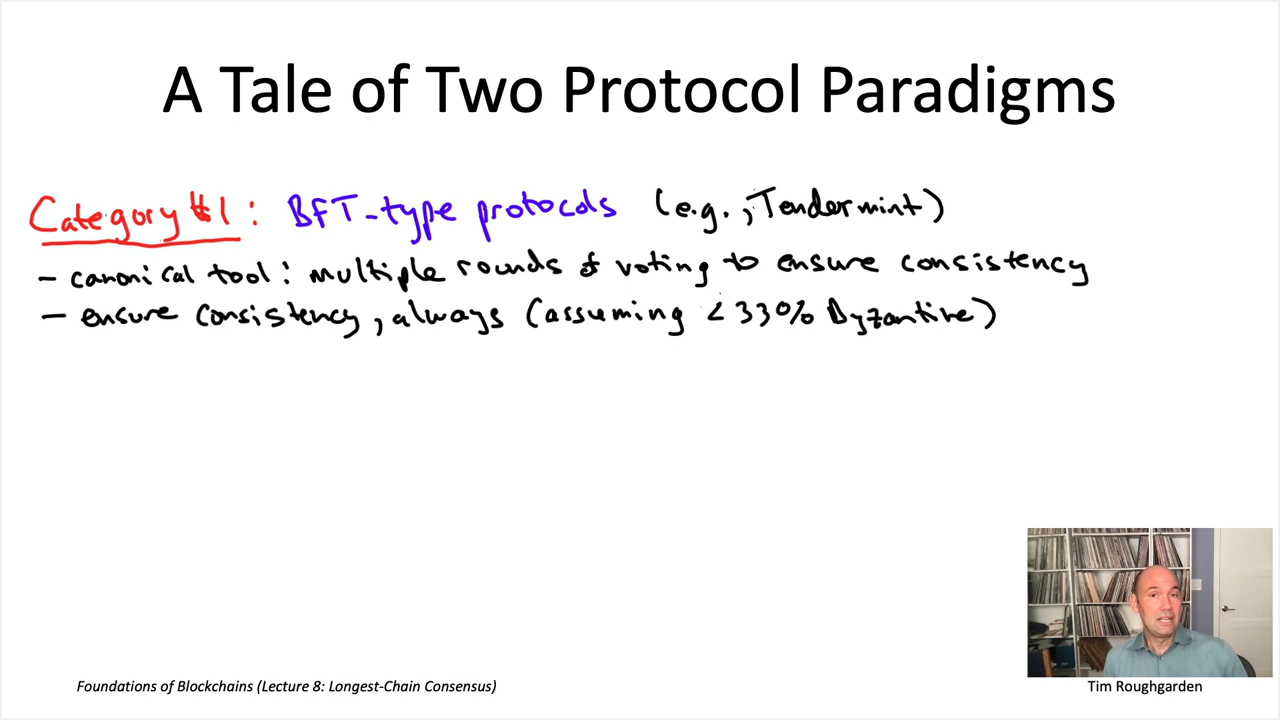 A Tale of Two Protocol Paradigms
Category #1: BFT-type protocols (e.g., Tendermint)
- canonical tool: multiple rounds of voting to ensure consistency
- ensure consistency, always (assuming <33% Byzantine)
Foundations of Blockchains (Lecture 8: Longest-Chain Consensus)
Tim Roughgarden